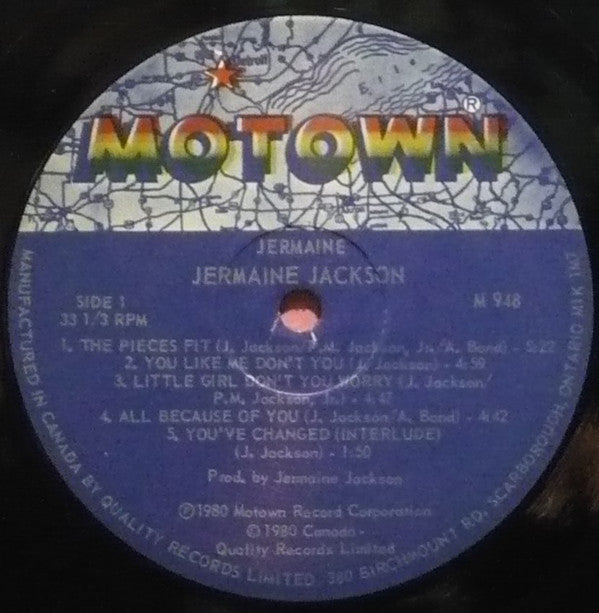 Detroit
Erie
MOTOWN®
JERMAINE
JERMAINE JACKSON
SIDE 1
M 948
33 1/3 RPM
1. THE PIECES FIT (J. Jackson/P.M. Jackson, Jr./A. Bond) - 5:22
2. YOU LIKE ME DON'T YOU (J. Jackson) - 4:59
3. LITTLE GIRL DON'T YOU WORRY (J. Jackson/
P.M. Jackson, Jr.) - 4:42
4. ALL BECAUSE OF YOU (J. Jackson/A. Bond) - 4:42
5. YOU'VE CHANGED (INTERLUDE)
(J. Jackson) - 1:50
Prod. by Jermaine Jackson
℗1980 Motown Record Corporation
©1980 Canada -
Quality Records Limited
MANUFACTURED IN CANADA BY QUALITY RECORDS LIMITED, 380 BIRCHMOUNT RD, SCARBOROUGH, ONTARIO M1K 1M7